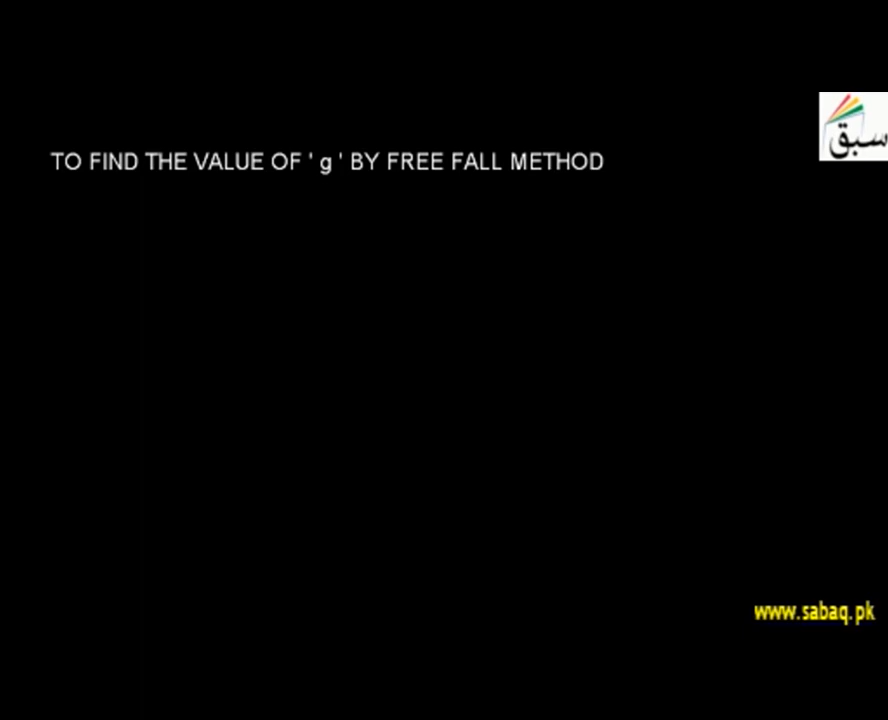 TO FIND THE VALUE OF ' g ' BY FREE FALL METHOD
سبق
www.sabaq.pk